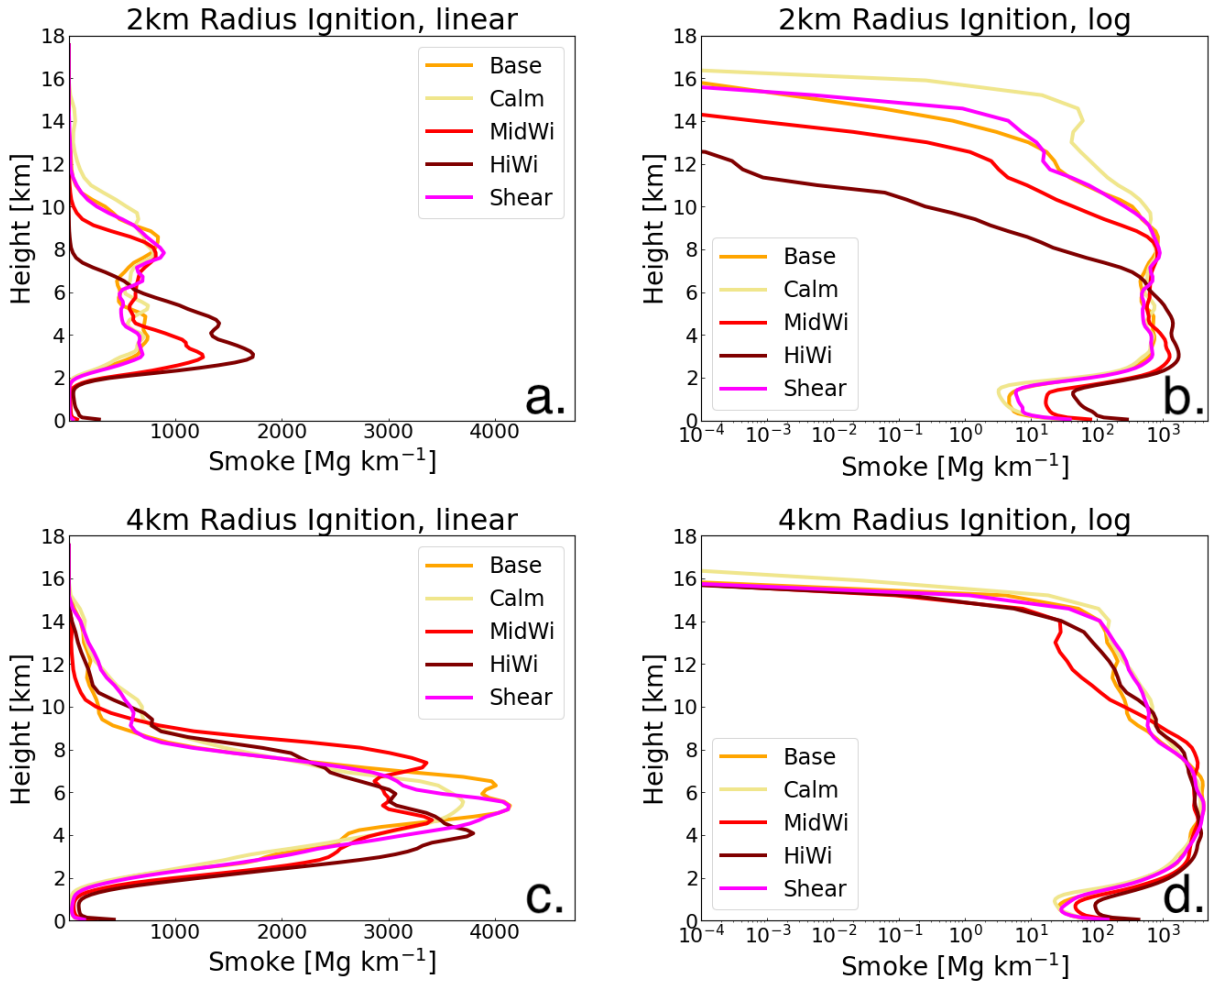 2km Radius Ignition, linear
18
16
14
12
10
8
6
4
2
0
Height [km]
Base
Calm
MidWi
HiWi
Shear
a.
1000 2000 3000 4000
Smoke [Mg km⁻¹]
2km Radius Ignition, log
18
16
14
12
10
8
6
4
2
0
Height [km]
Base
Calm
MidWi
HiWi
Shear
b.
10⁻⁴ 10⁻³ 10⁻² 10⁻¹ 10⁰ 10¹ 10² 10³
Smoke [Mg km⁻¹]
4km Radius Ignition, linear
18
16
14
12
10
8
6
4
2
0
Height [km]
Base
Calm
MidWi
HiWi
Shear
c.
1000 2000 3000 4000
Smoke [Mg km⁻¹]
4km Radius Ignition, log
18
16
14
12
10
8
6
4
2
0
Height [km]
Base
Calm
MidWi
HiWi
Shear
d.
10⁻⁴ 10⁻³ 10⁻² 10⁻¹ 10⁰ 10¹ 10² 10³
Smoke [Mg km⁻¹]